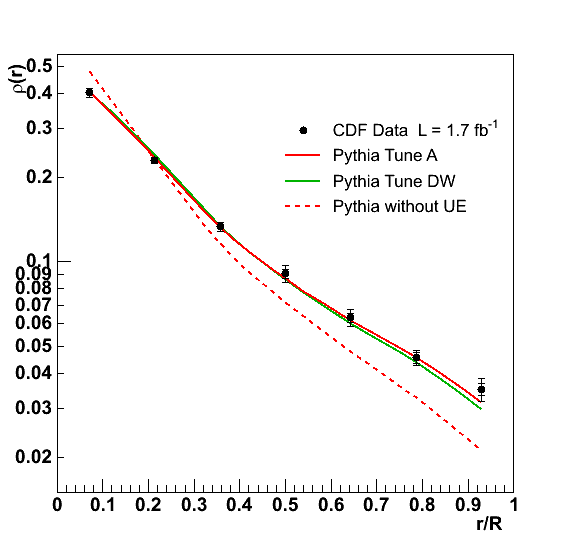 ρ(r)
0.5
0.4
0.3
0.2
0.1
0.09
0.08
0.07
0.06
0.05
0.04
0.03
0.02
CDF Data L = 1.7 fb⁻¹
Pythia Tune A
Pythia Tune DW
Pythia without UE
0 0.1 0.2 0.3 0.4 0.5 0.6 0.7 0.8 0.9 1
r/R